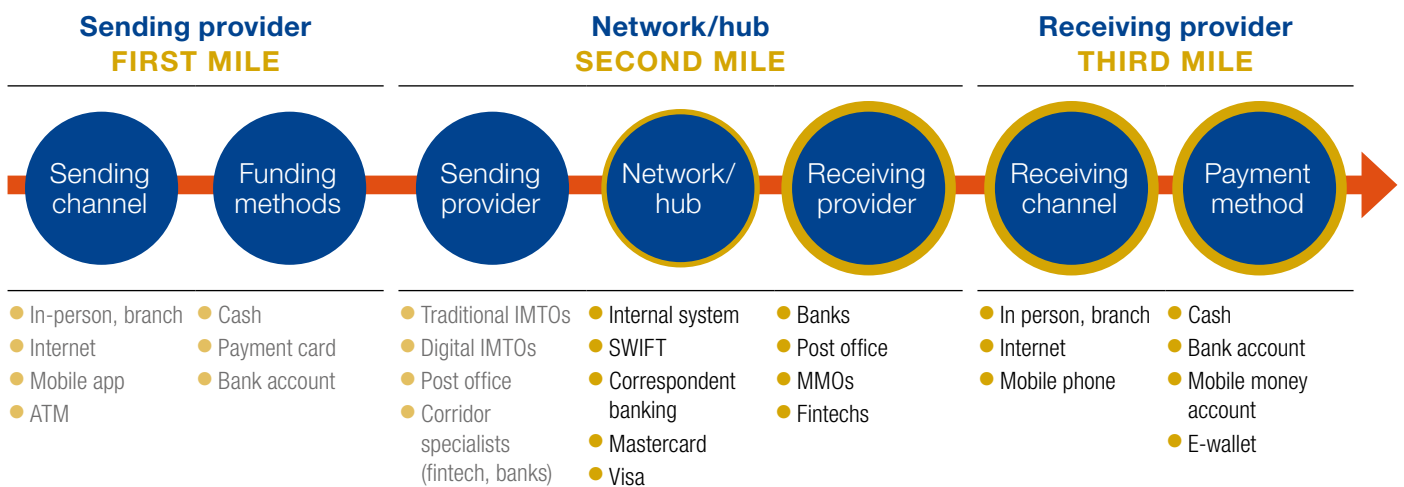 Sending provider
FIRST MILE
Network/hub
SECOND MILE
Receiving provider
THIRD MILE
Sending
channel
Funding
methods
Sending
provider
Network/
hub
Receiving
provider
Receiving
channel
Payment
method
In-person, branch
Internet
Mobile app
ATM
Cash
Payment card
Bank account
Traditional IMTOs
Digital IMTOs
Post office
Corridor
specialists
(fintech, banks)
Internal system
SWIFT
Correspondent
banking
Mastercard
Visa
Banks
Post office
MMOs
Fintechs
In person, branch
Internet
Mobile phone
Cash
Bank account
Mobile money
account
E-wallet